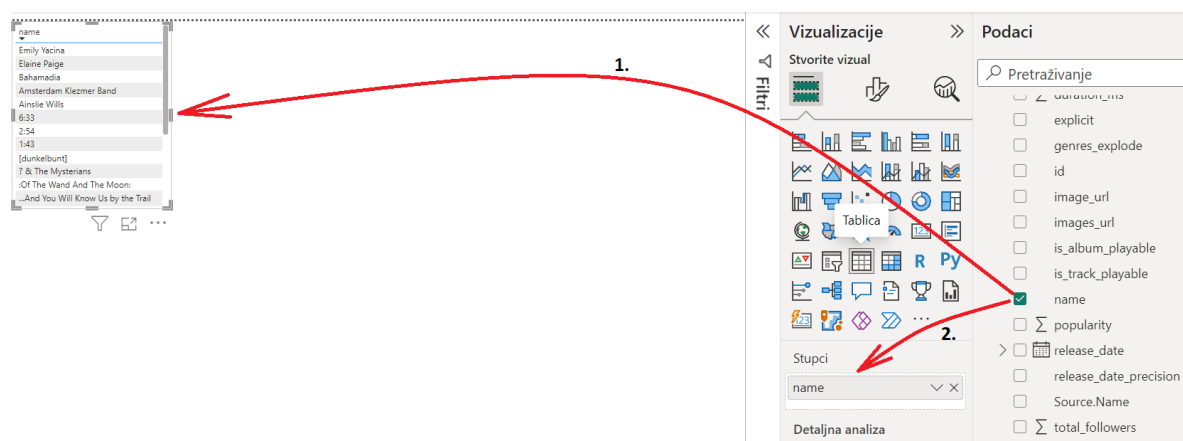 name
Emily Yacina
Elaine Paige
Bahamadia
Amsterdam Klezmer Band
Ainslie Wills
6:33
2:54
1:43
[dunkelbunt]
? & The Mysterians
:Of The Wand And The Moon:
...And You Will Know Us by the Trail
1.
Filtri
Vizualizacije
Stvorite vizual
Tablica
123
R
Py
123
2.
Stupci
name
Detaljna analiza
Podaci
Pretraživanje
duration_ms
explicit
genres_explode
id
image_url
images_url
is_album_playable
is_track_playable
name
popularity
release_date
release_date_precision
Source.Name
total_followers